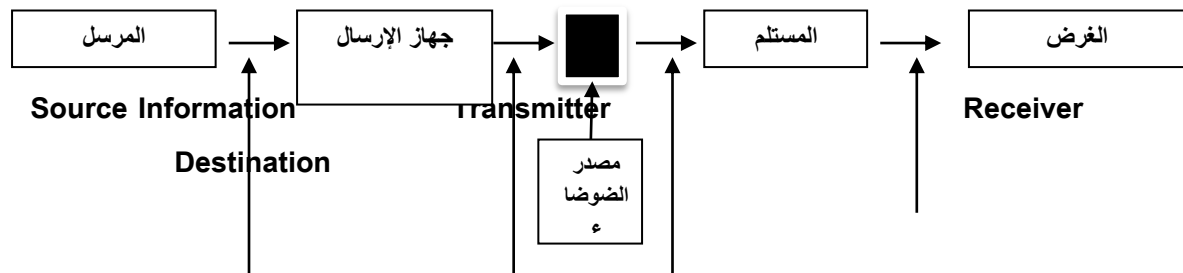 المرسل
جهاز الإرسال
المستلم
الغرض
Source Information
Transmitter
Receiver
Destination
مصدر
الضوضا
ء